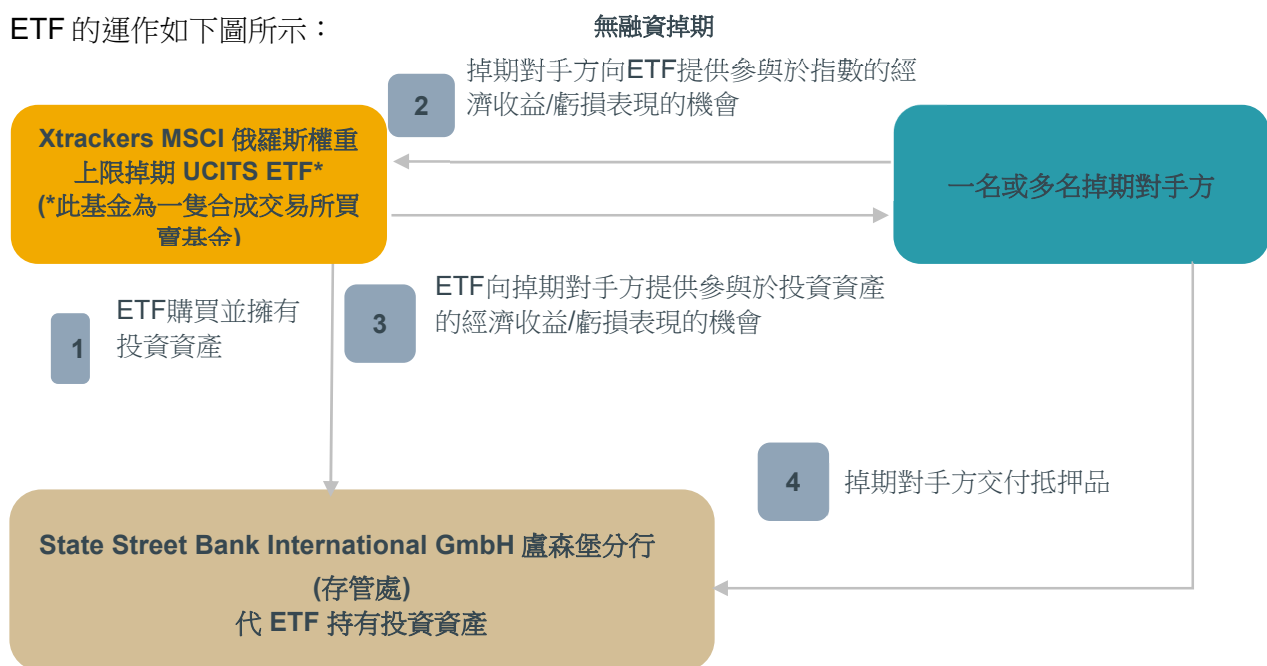 ETF 的運作如下圖所示：
無融資掉期
2
掉期對手方向ETF提供參與於指數的經
濟收益/虧損表現的機會
Xtrackers MSCI 俄羅斯權重
上限掉期 UCITS ETF*
(*此基金為一隻合成交易所買
賣基金)
一名或多名掉期對手方
1
ETF購買並擁有
投資資產
3
ETF向掉期對手方提供參與於投資資產
的經濟收益/虧損表現的機會
4
掉期對手方交付抵押品
State Street Bank International GmbH 盧森堡分行
(存管處)
代 ETF 持有投資資產